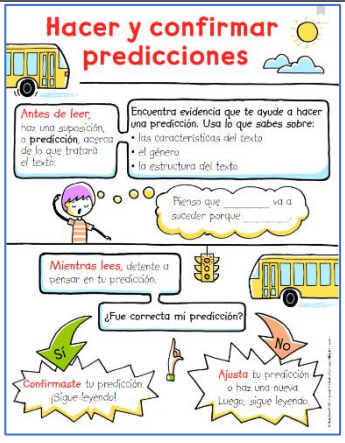 Hacer y confirmar
predicciones
Antes de leer,
haz una suposición,
o predicción, acerca
de lo que tratará
el texto.
Encuentra evidencia que te ayude a hacer
una predicción. Usa lo que sabes sobre:
• las características del texto
• el género
• la estructura del texto
Pienso que ________ va a
suceder porque ________.
Mientras lees, detente a
pensar en tu predicción.
¿Fue correcta mi predicción?
Sí
No
Confirmaste tu predicción.
¡Sigue leyendo!
Ajusta tu predicción
o haz una nueva.
Luego, sigue leyendo.